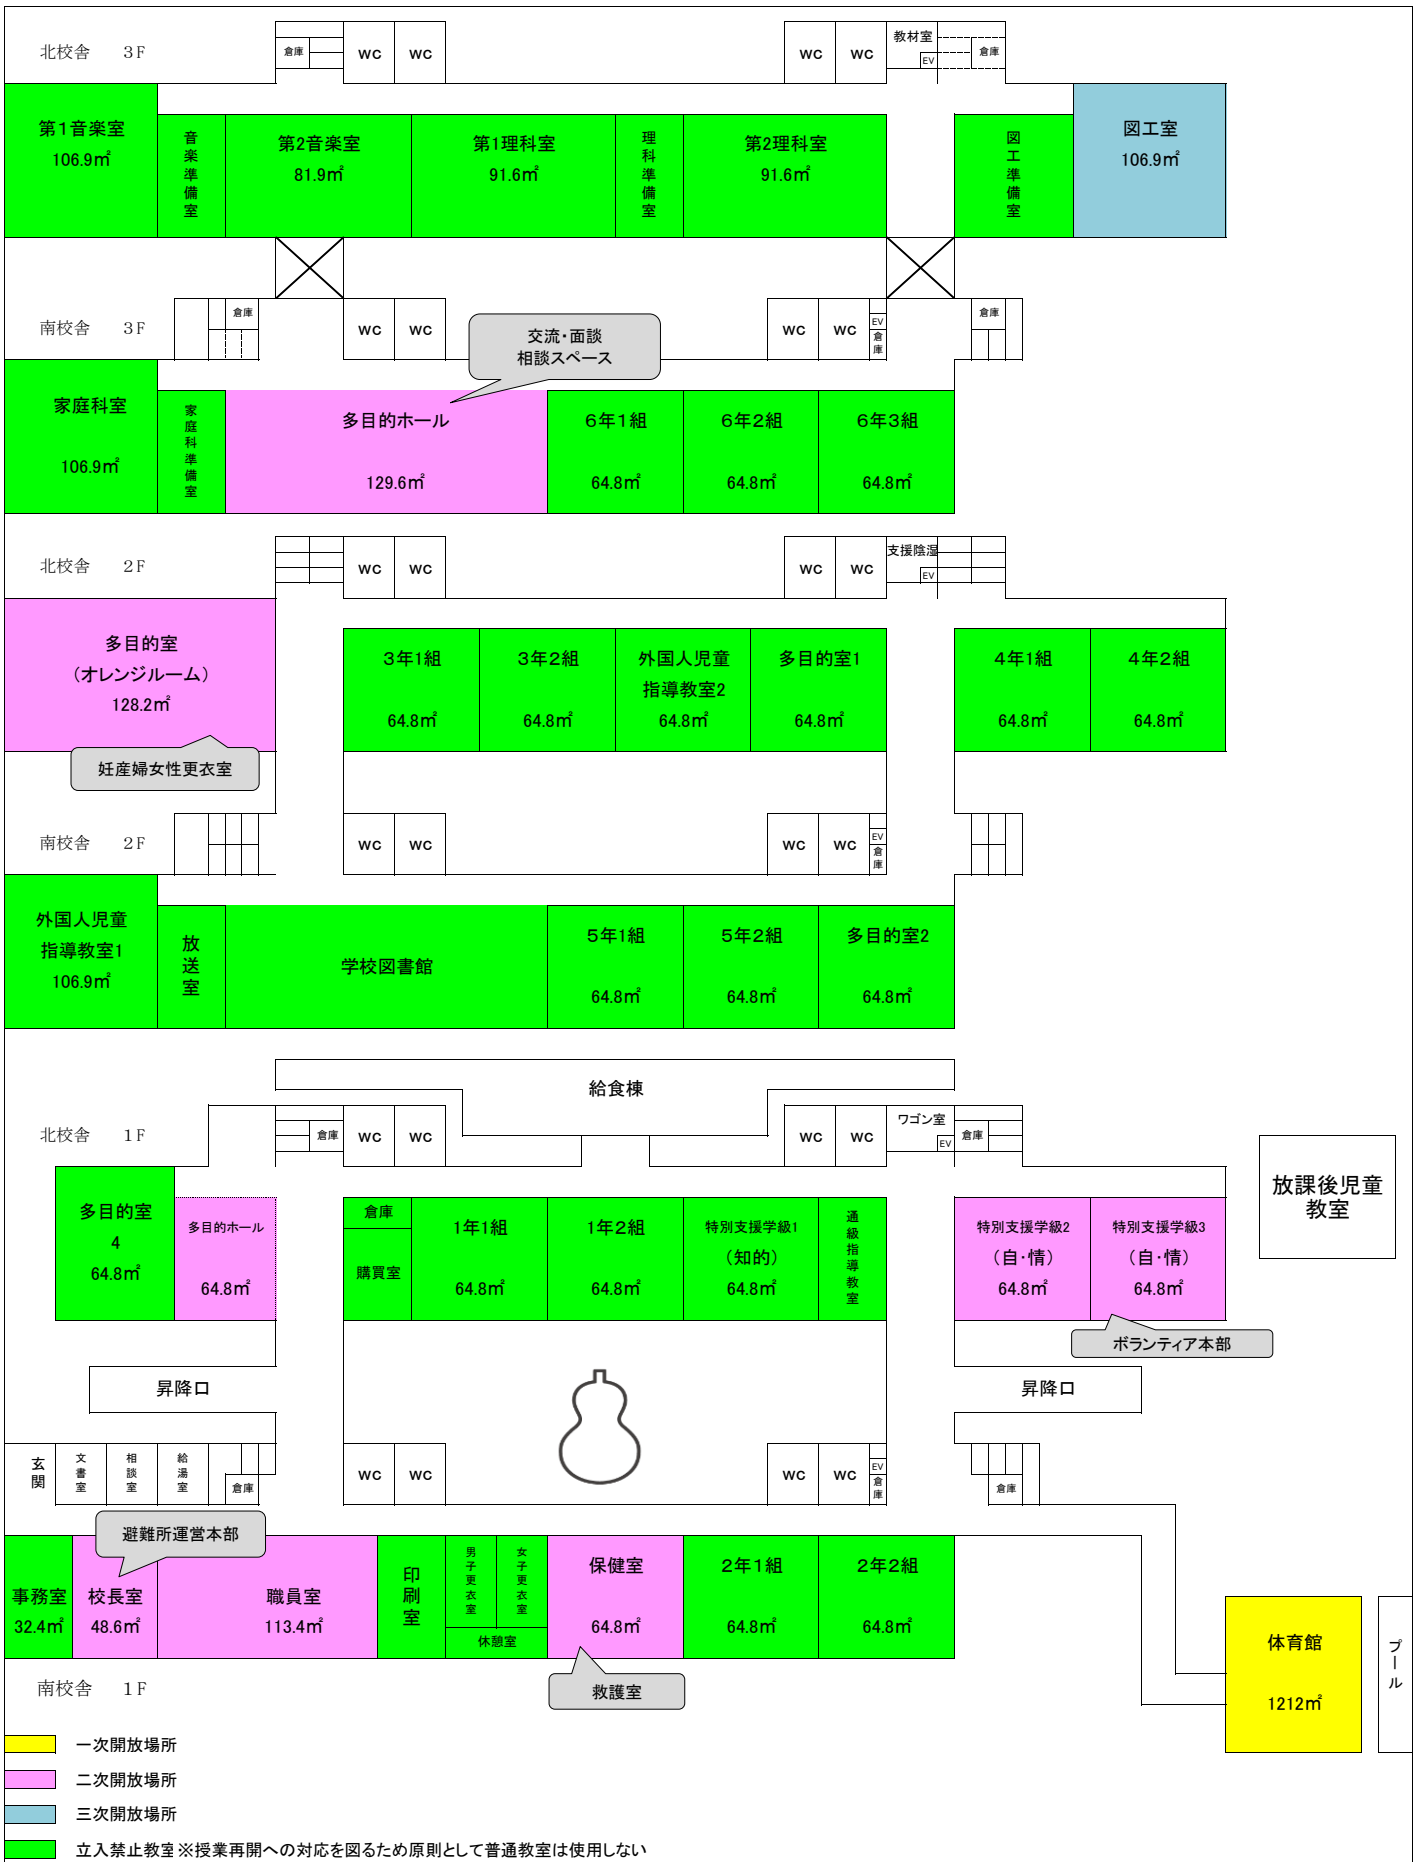 北校舎 3F
倉庫
WC
WC
WC
WC
教材室
EV
倉庫
第1音楽室
106.9㎡
音楽準備室
第2音楽室
81.9㎡
第1理科室
91.6㎡
理科準備室
第2理科室
91.6㎡
図工準備室
図工室
106.9㎡
南校舎 3F
倉庫
WC
WC
交流・面談
相談スペース
WC
WC
EV
倉庫
倉庫
家庭科室
106.9㎡
家庭科準備室
多目的ホール
129.6㎡
6年1組
64.8㎡
6年2組
64.8㎡
6年3組
64.8㎡
北校舎 2F
WC
WC
WC
WC
支援陰湿
EV
多目的室
(オレンジルーム)
128.2㎡
妊産婦女性更衣室
3年1組
64.8㎡
3年2組
64.8㎡
外国人児童
指導教室2
64.8㎡
多目的室1
64.8㎡
4年1組
64.8㎡
4年2組
64.8㎡
南校舎 2F
WC
WC
WC
WC
EV
倉庫
外国人児童
指導教室1
106.9㎡
放送室
学校図書館
5年1組
64.8㎡
5年2組
64.8㎡
多目的室2
64.8㎡
給食棟
北校舎 1F
倉庫
WC
WC
WC
WC
ワゴン室
EV
倉庫
放課後児童
教室
多目的室
4
64.8㎡
多目的ホール
64.8㎡
倉庫
購買室
1年1組
64.8㎡
1年2組
64.8㎡
特別支援学級1
(知的)
64.8㎡
通級指導教室
特別支援学級2
(自・情)
64.8㎡
特別支援学級3
(自・情)
64.8㎡
ボランティア本部
昇降口
昇降口
玄関
文書室
相談室
給湯室
倉庫
WC
WC
WC
WC
EV
倉庫
倉庫
避難所運営本部
事務室
32.4㎡
校長室
48.6㎡
職員室
113.4㎡
印刷室
男子更衣室
女子更衣室
休憩室
保健室
64.8㎡
救護室
2年1組
64.8㎡
2年2組
64.8㎡
体育館
1212㎡
プール
南校舎 1F
一次開放場所
二次開放場所
三次開放場所
立入禁止教室※授業再開への対応を図るため原則として普通教室は使用しない